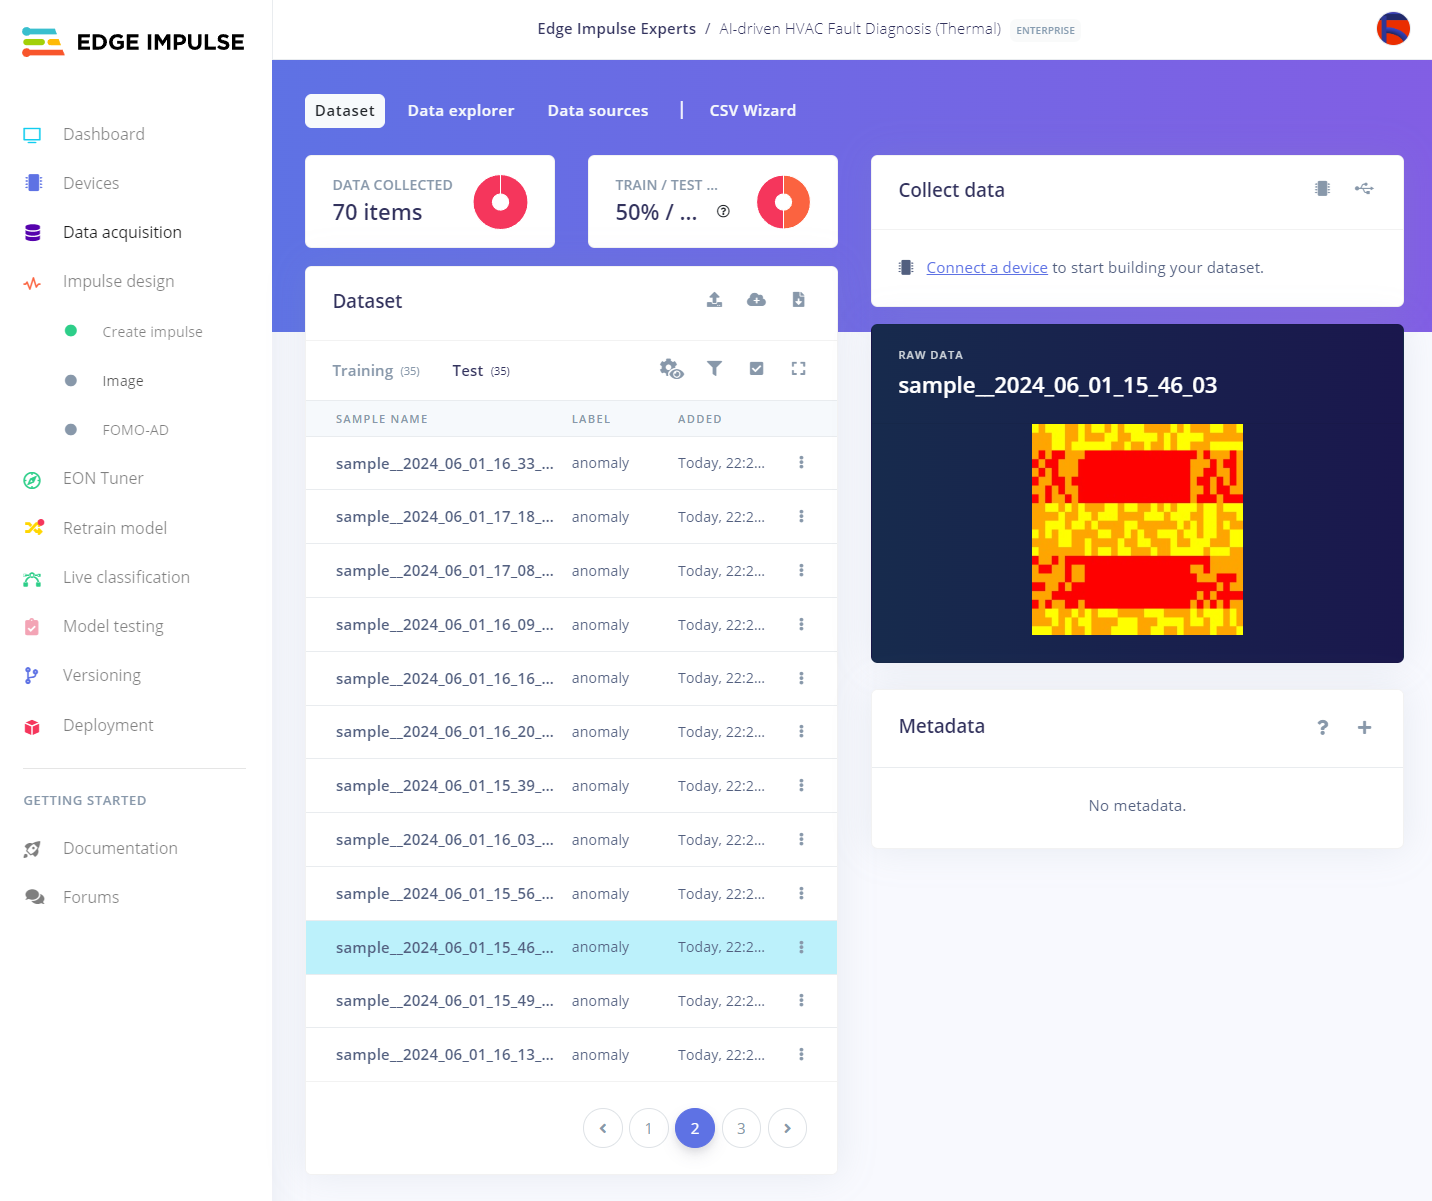 EDGE IMPULSE
Edge Impulse Experts / AI-driven HVAC Fault Diagnosis (Thermal) ENTERPRISE
Dashboard
Devices
Data acquisition
Impulse design
Create impulse
Image
FOMO-AD
EON Tuner
Retrain model
Live classification
Model testing
Versioning
Deployment
GETTING STARTED
Documentation
Forums
Dataset Data explorer Data sources | CSV Wizard
DATA COLLECTED
70 items
TRAIN / TEST ...
50% / ... ?
Dataset
Training (35) Test (35)
SAMPLE NAME LABEL ADDED
sample__2024_06_01_16_33_... anomaly Today, 22:2...
sample__2024_06_01_17_18_... anomaly Today, 22:2...
sample__2024_06_01_17_08_... anomaly Today, 22:2...
sample__2024_06_01_16_09_... anomaly Today, 22:2...
sample__2024_06_01_16_16_... anomaly Today, 22:2...
sample__2024_06_01_16_20_... anomaly Today, 22:2...
sample__2024_06_01_15_39_... anomaly Today, 22:2...
sample__2024_06_01_16_03_... anomaly Today, 22:2...
sample__2024_06_01_15_56_... anomaly Today, 22:2...
sample__2024_06_01_15_46_... anomaly Today, 22:2...
sample__2024_06_01_15_49_... anomaly Today, 22:2...
sample__2024_06_01_16_13_... anomaly Today, 22:2...
1 2 3
Collect data
Connect a device to start building your dataset.
RAW DATA
sample__2024_06_01_15_46_03
Metadata ? +
No metadata.